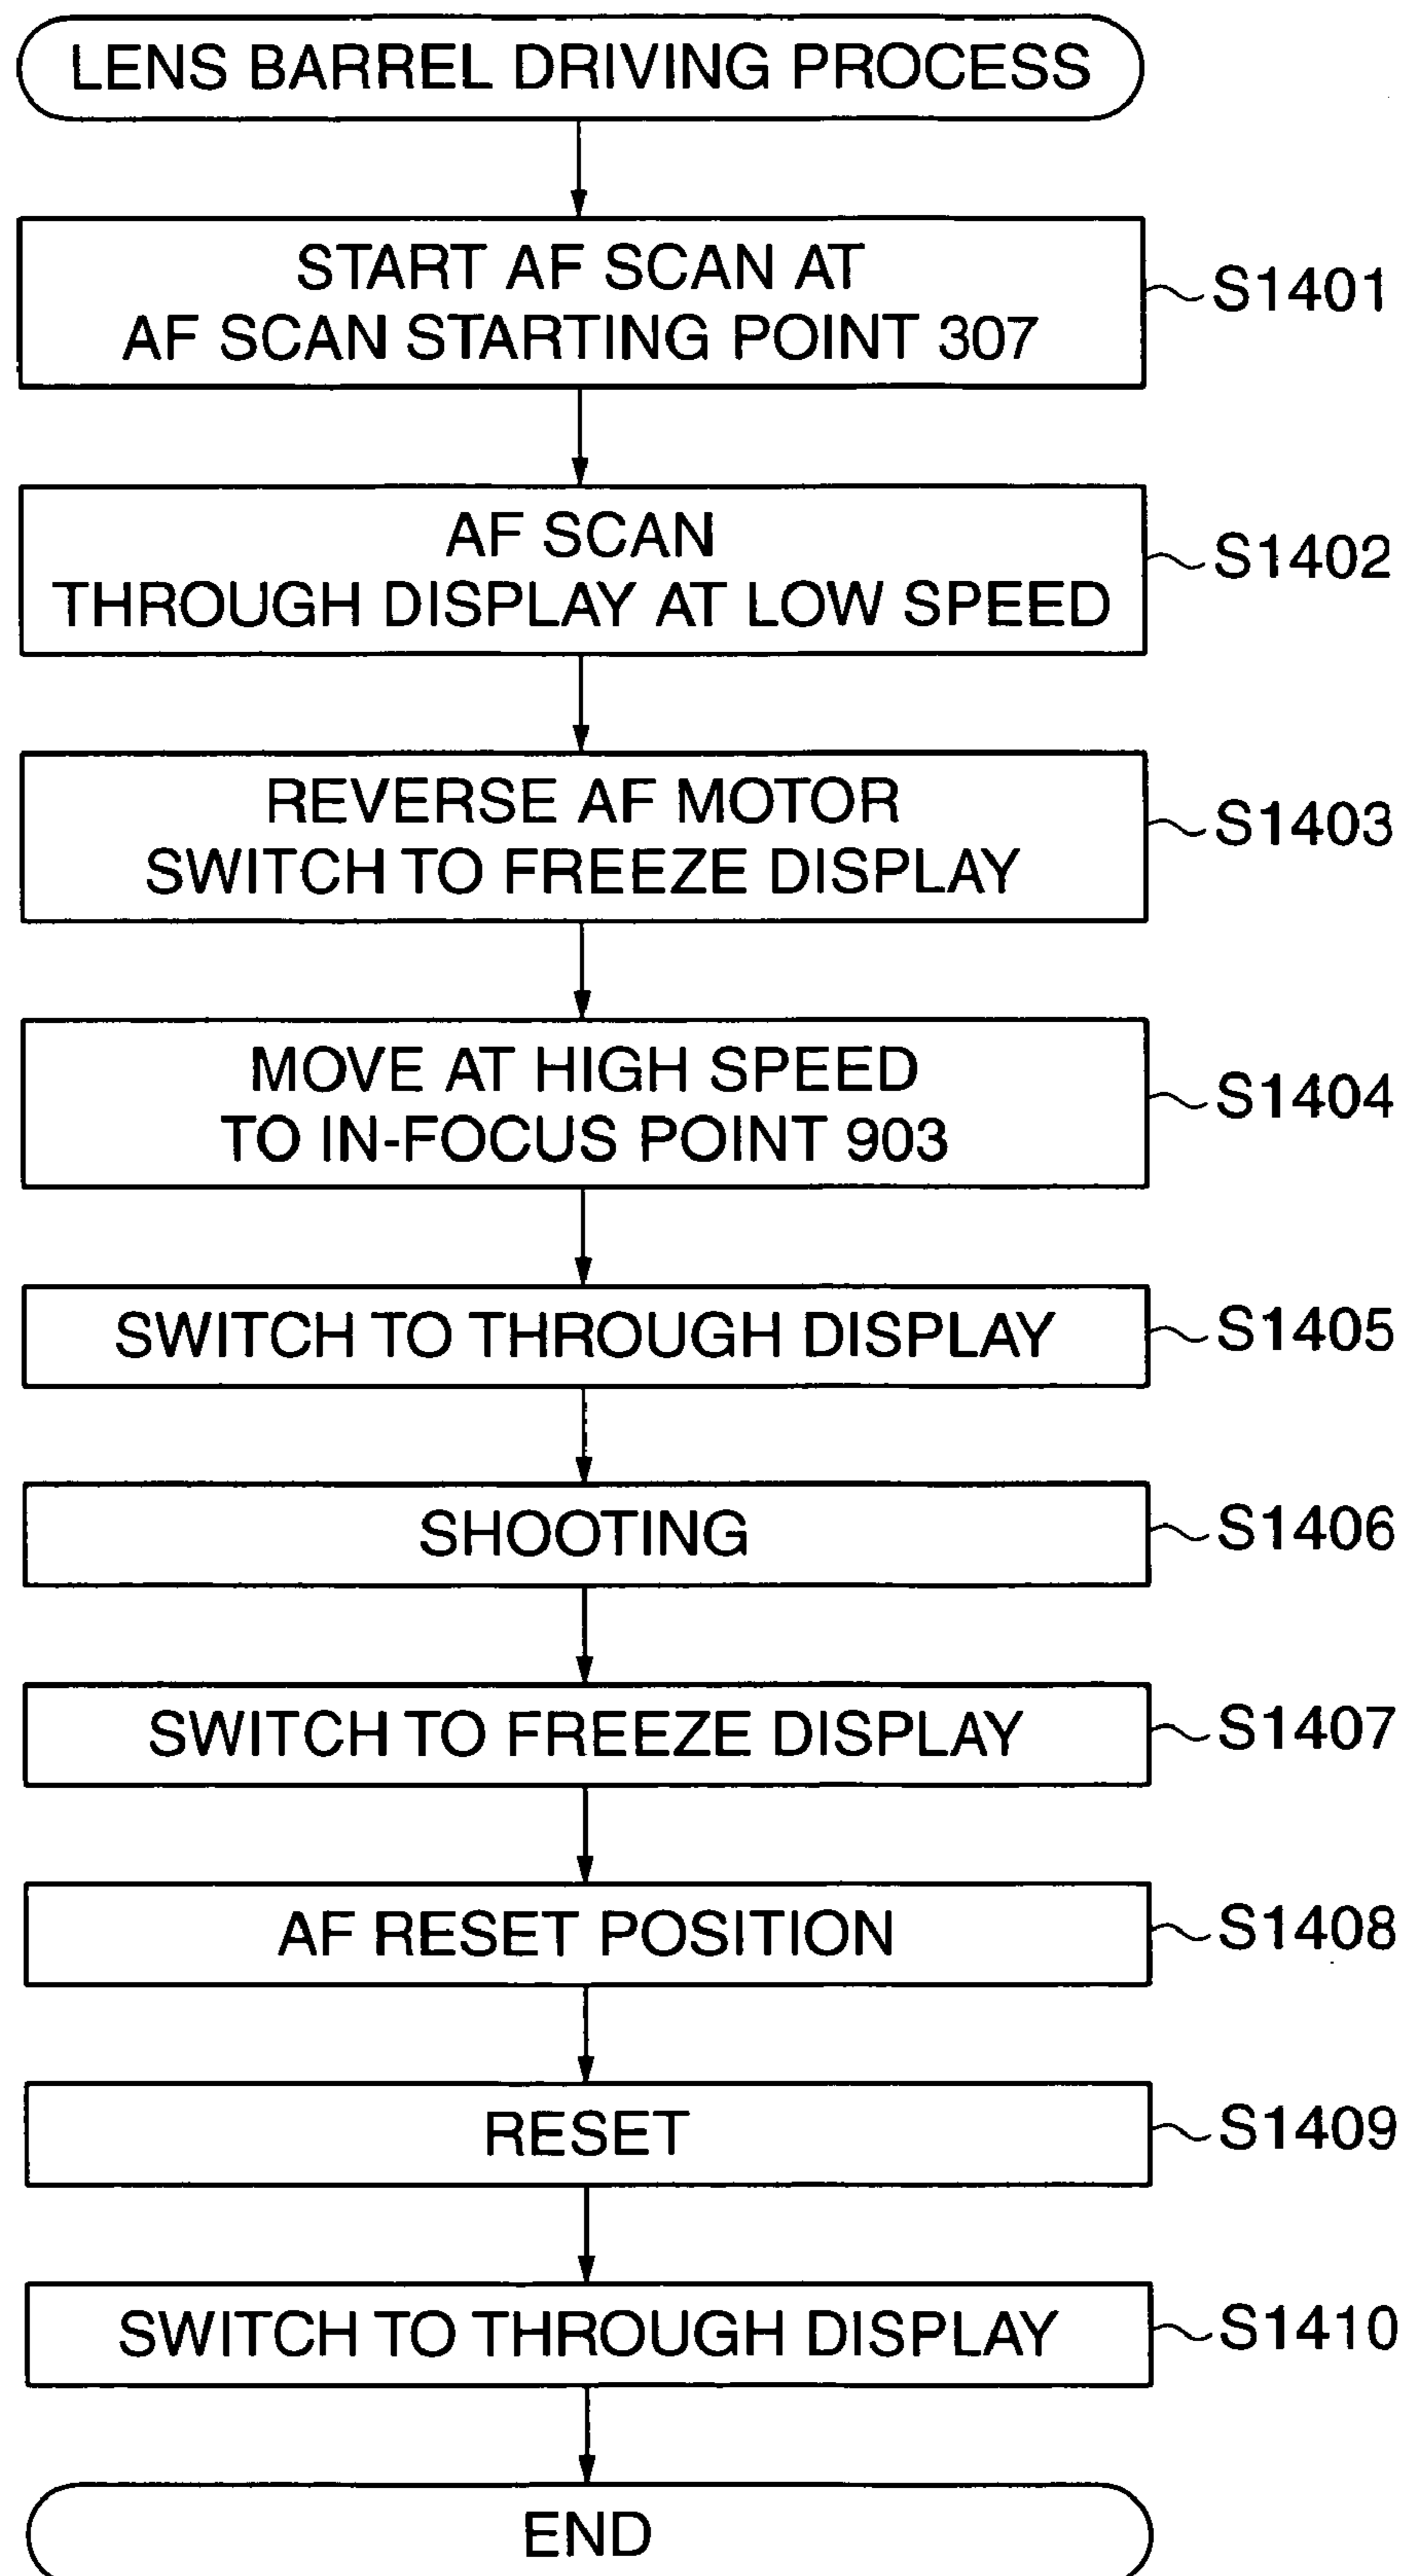 LENS BARREL DRIVING PROCESS
START AF SCAN AT
AF SCAN STARTING POINT 307
S1401
AF SCAN
THROUGH DISPLAY AT LOW SPEED
S1402
REVERSE AF MOTOR
SWITCH TO FREEZE DISPLAY
S1403
MOVE AT HIGH SPEED
TO IN-FOCUS POINT 903
S1404
SWITCH TO THROUGH DISPLAY
S1405
SHOOTING
S1406
SWITCH TO FREEZE DISPLAY
S1407
AF RESET POSITION
S1408
RESET
S1409
SWITCH TO THROUGH DISPLAY
S1410
END